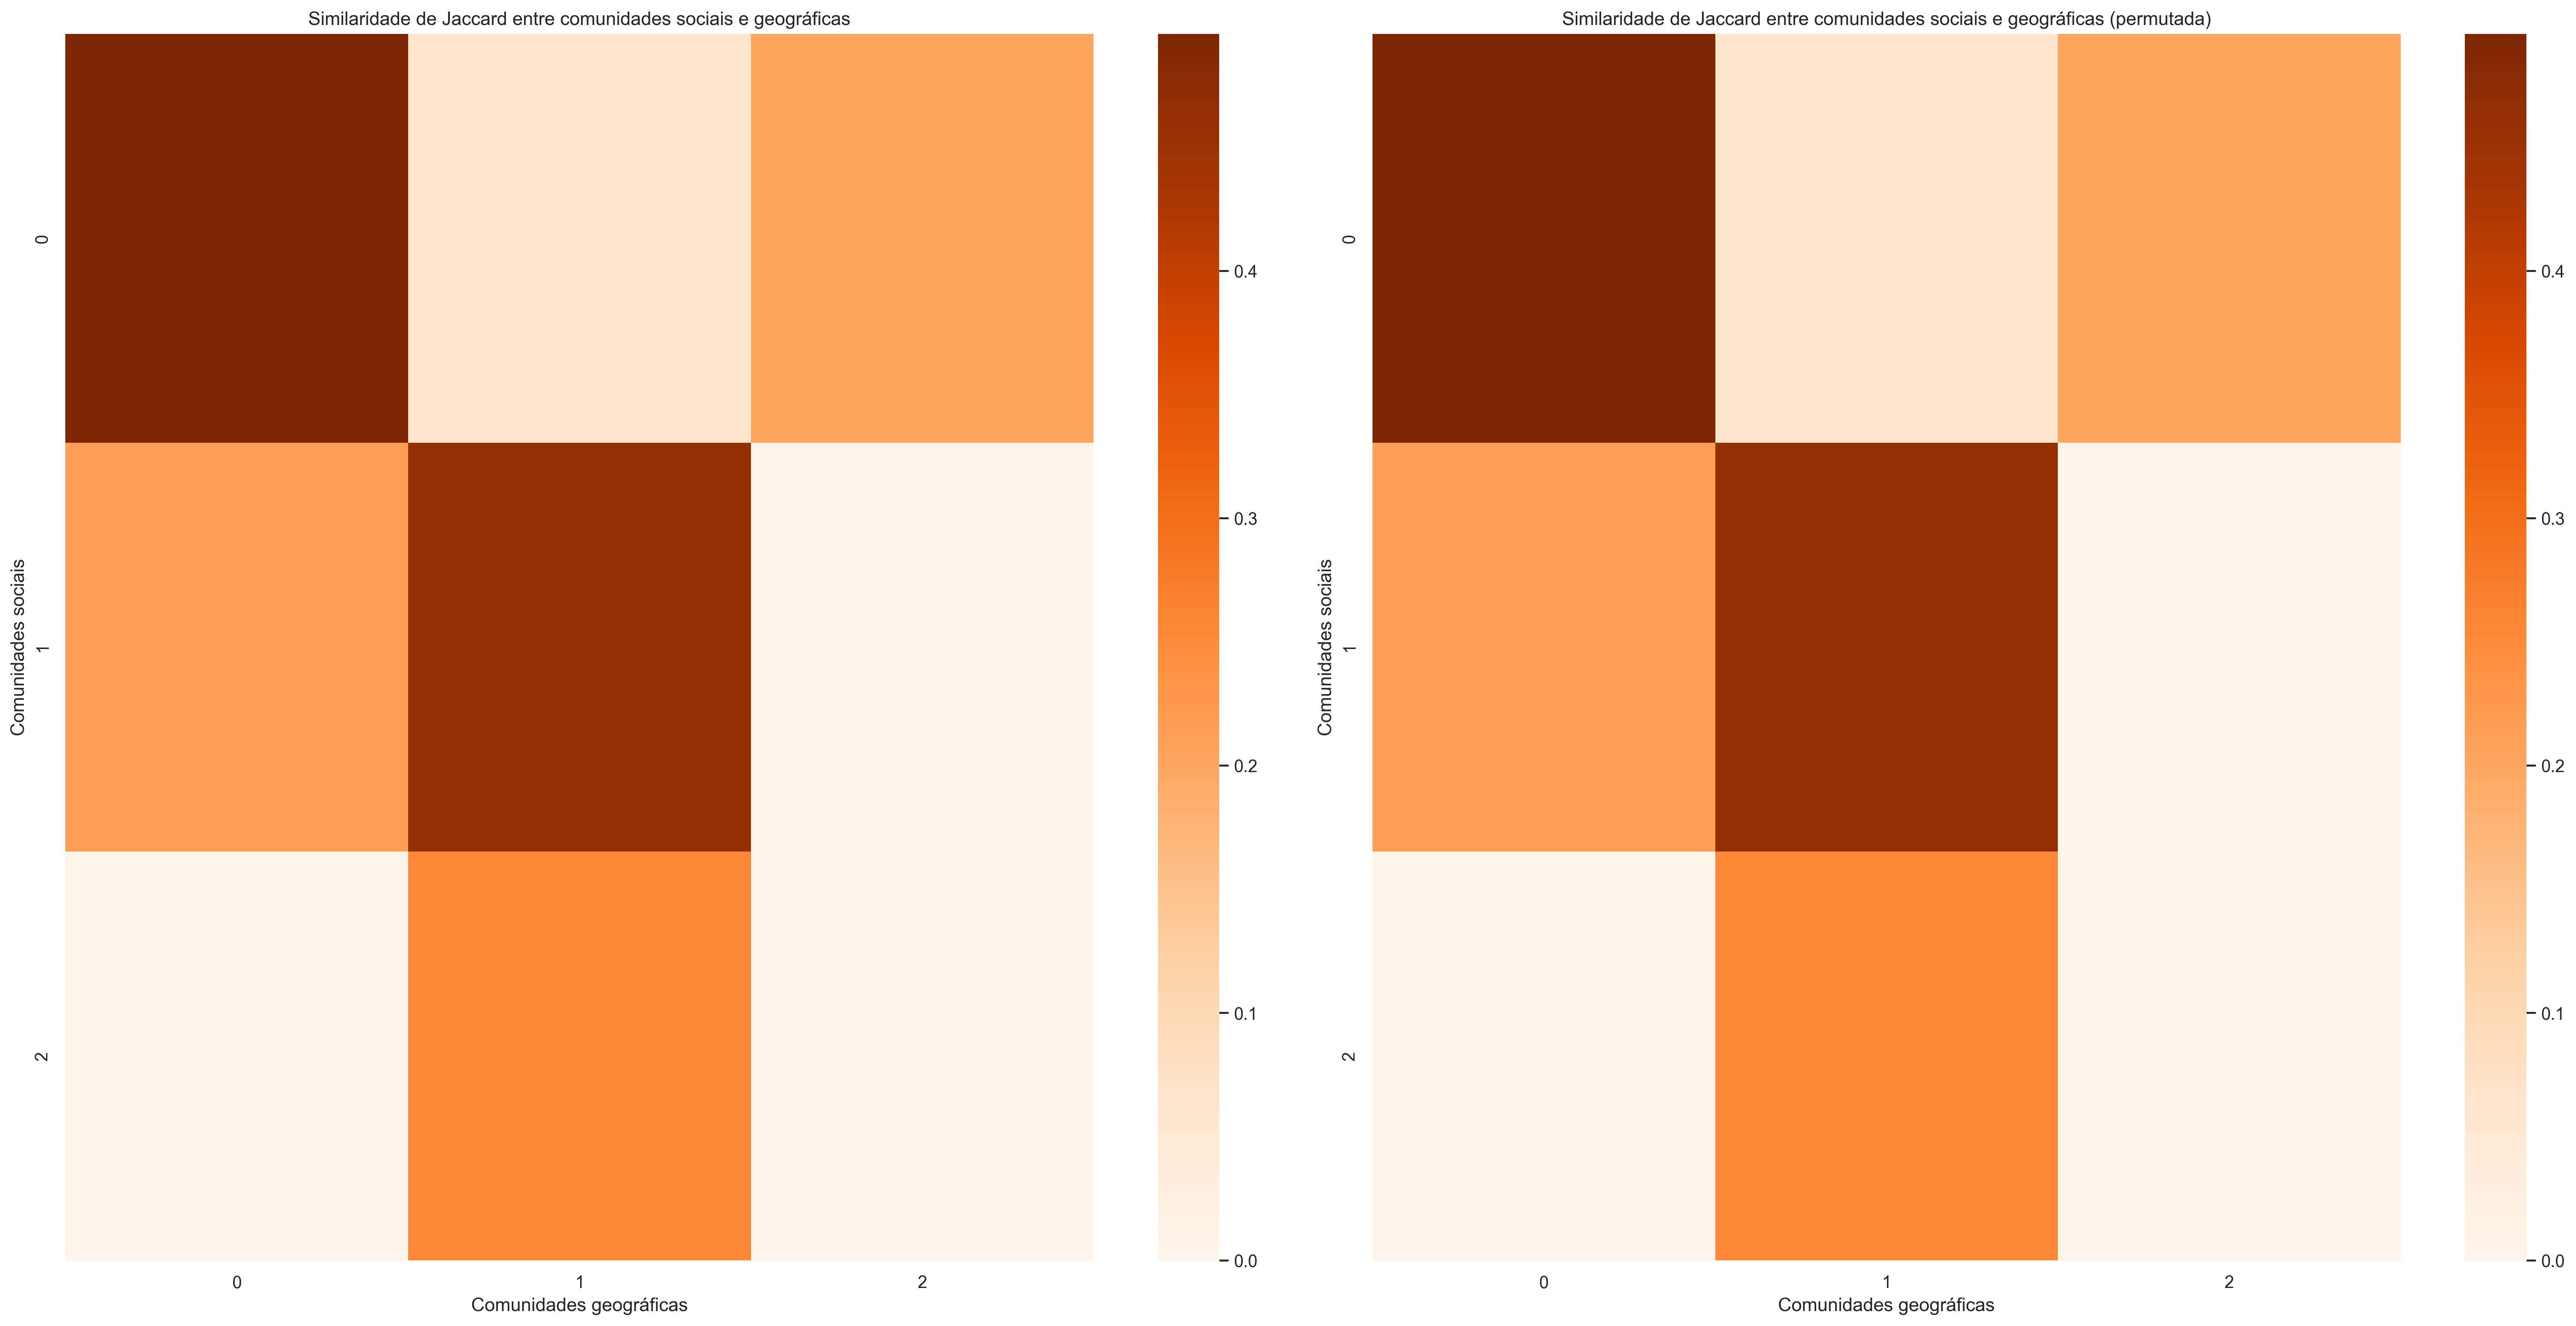 Similaridade de Jaccard entre comunidades sociais e geográficas
Comunidades sociais
0
1
2
0 1 2
Comunidades geográficas
0.4
0.3
0.2
0.1
0.0
Similaridade de Jaccard entre comunidades sociais e geográficas (permutada)
Comunidades sociais
0
1
2
0 1 2
Comunidades geográficas
0.4
0.3
0.2
0.1
0.0